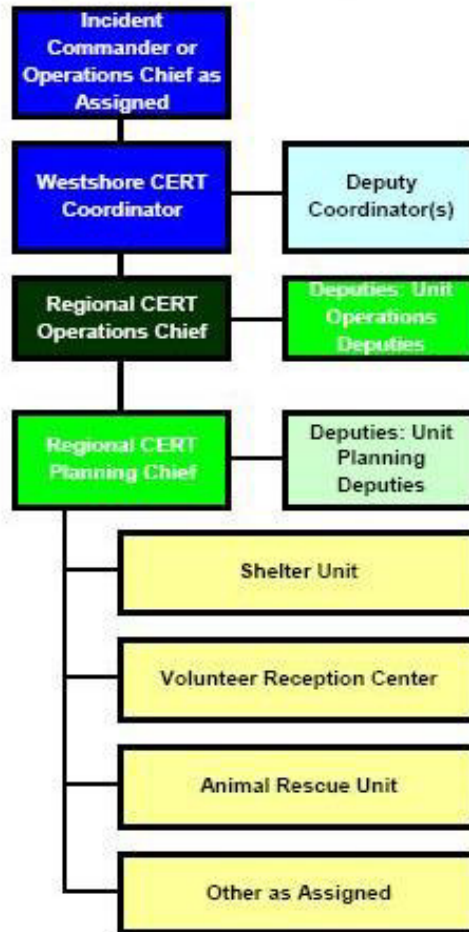 Incident
Commander or
Operations Chief as
Assigned
Westshore CERT
Coordinator
Deputy
Coordinator(s)
Regional CERT
Operations Chief
Deputies: Unit
Operations
Deputies
Regional CERT
Planning Chief
Deputies: Unit
Planning
Deputies
Shelter Unit
Volunteer Reception Center
Animal Rescue Unit
Other as Assigned